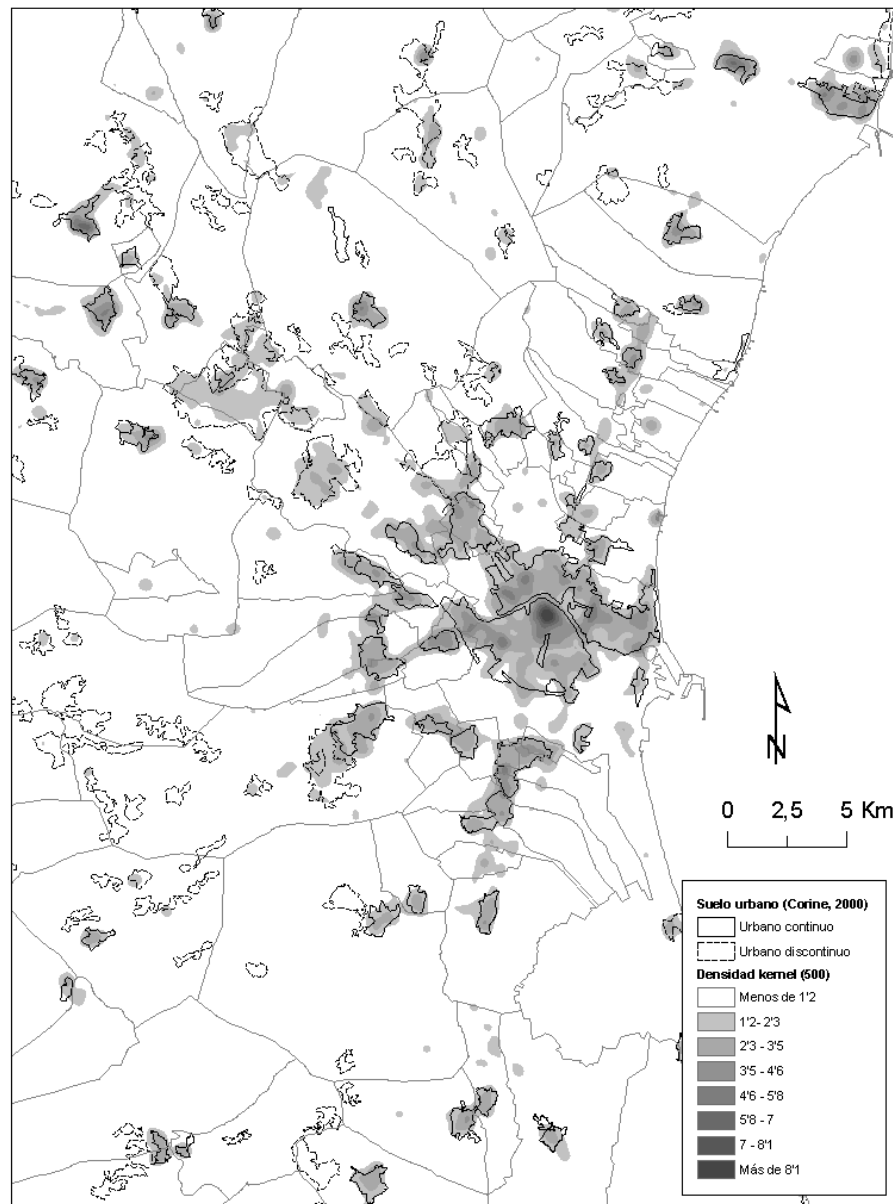 N
0 2,5 5 Km
Suelo urbano (Corine, 2000)
Urbano continuo
Urbano discontinuo
Densidad kernel (500)
Menos de 1'2
1'2- 2'3
2'3 - 3'5
3'5 - 4'6
4'6 - 5'8
5'8 - 7
7 - 8'1
Más de 8'1